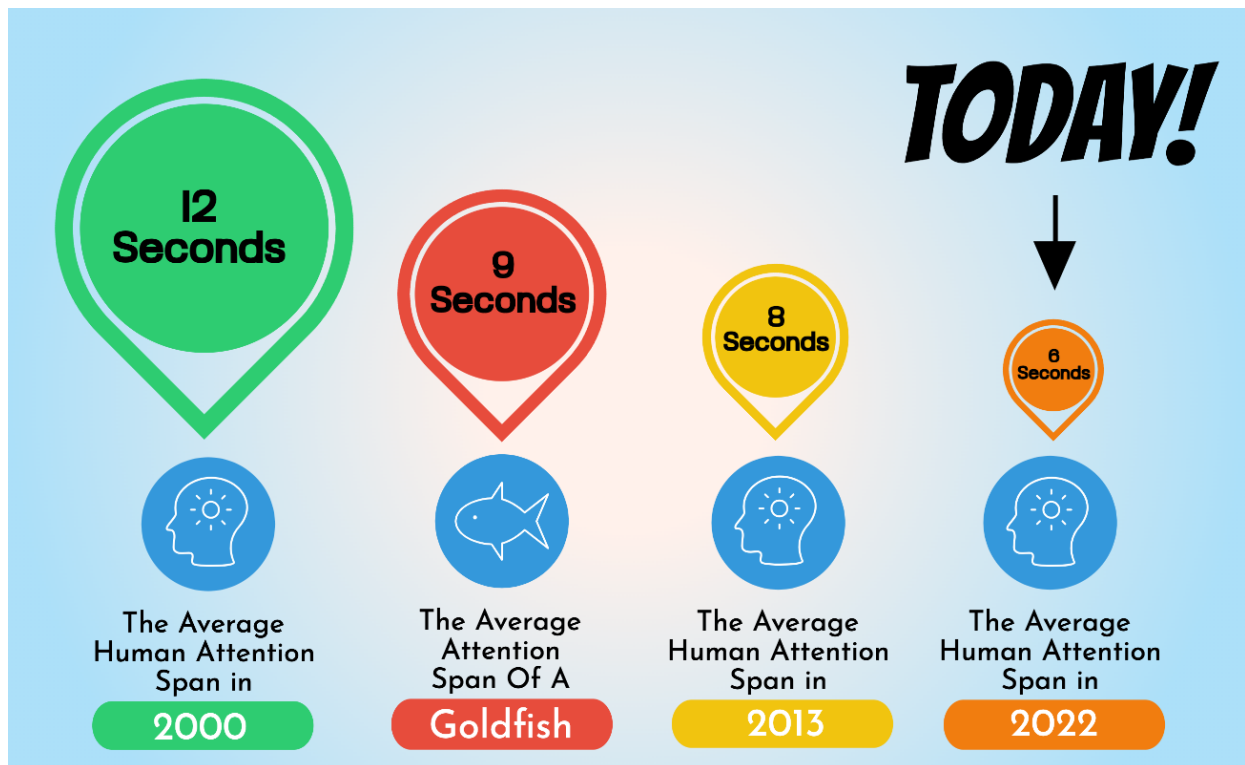 TODAY!
12
Seconds
9
Seconds
8
Seconds
6
Seconds
The Average
Human Attention
Span in
2000
The Average
Attention
Span Of A
Goldfish
The Average
Human Attention
Span in
2013
The Average
Human Attention
Span in
2022